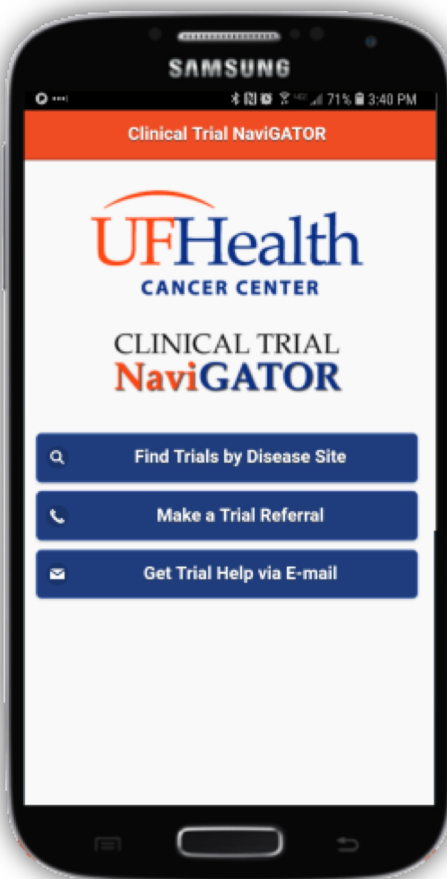 SAMSUNG
71% 3:40 PM
Clinical Trial NaviGATOR
UFHealth
CANCER CENTER
CLINICAL TRIAL
NaviGATOR
Find Trials by Disease Site
Make a Trial Referral
Get Trial Help via E-mail